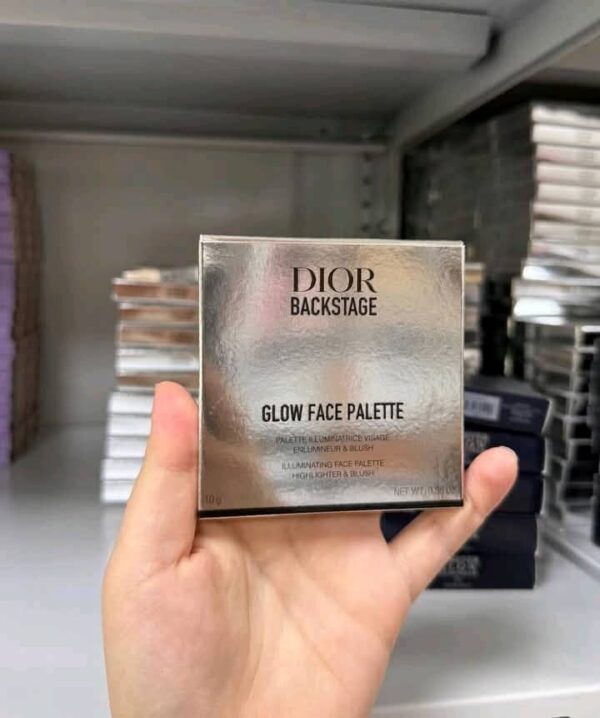 DIOR
BACKSTAGE
GLOW FACE PALETTE
PALETTE ILLUMINATRICE VISAGE
ENLUMINEUR & BLUSH
ILLUMINATING FACE PALETTE
HIGHLIGHTER & BLUSH
10 g
NET WT.